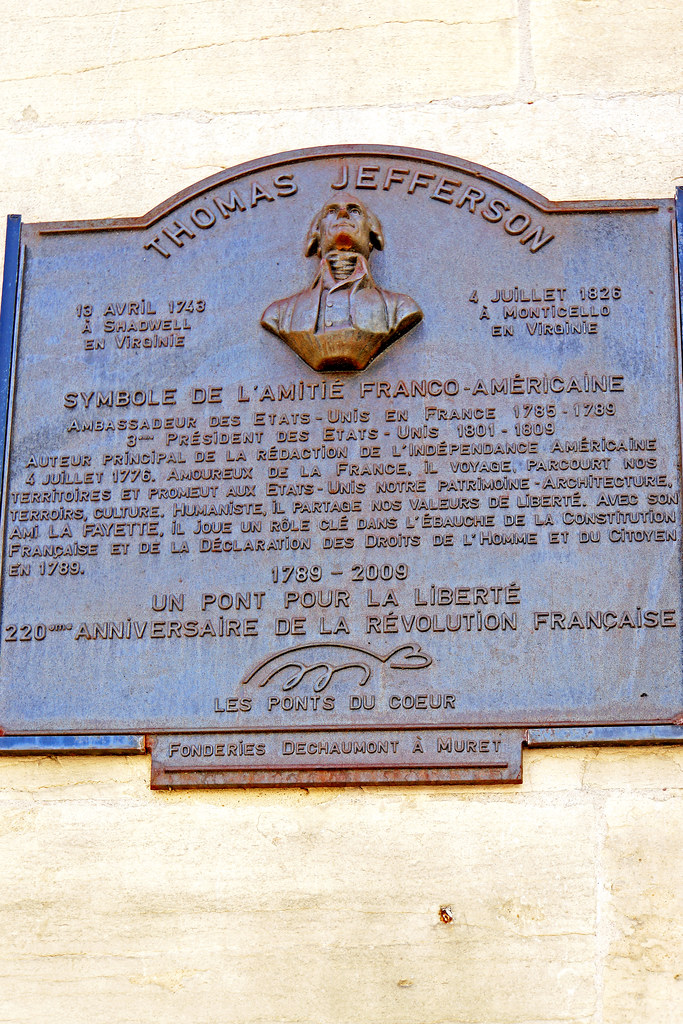 THOMAS JEFFERSON
13 AVRIL 1743
À SHADWELL
EN VIRGINIE
4 JUILLET 1826
À MONTICELLO
EN VIRGINIE
SYMBOLE DE L'AMITIÉ FRANCO-AMÉRICAINE
AMBASSADEUR DES ETATS-UNIS EN FRANCE 1785-1789
3ème PRÉSIDENT DES ETATS-UNIS 1801-1809
AUTEUR PRINCIPAL DE LA RÉDACTION DE L'INDÉPENDANCE AMÉRICAINE
4 JUILLET 1776. AMOUREUX DE LA FRANCE, IL VOYAGE, PARCOURT NOS
TERRITOIRES ET PROMEUT AUX ETATS-UNIS NOTRE PATRIMOINE-ARCHITECTURE,
TERROIRS, CULTURE. HUMANISTE, IL PARTAGE NOS VALEURS DE LIBERTÉ. AVEC SON
AMI LA FAYETTE, IL JOUE UN RÔLE CLÉ DANS L'ÉBAUCHE DE LA CONSTITUTION
FRANÇAISE ET DE LA DÉCLARATION DES DROITS DE L'HOMME ET DU CITOYEN
EN 1789.
1789 - 2009
UN PONT POUR LA LIBERTÉ
220ème ANNIVERSAIRE DE LA RÉVOLUTION FRANÇAISE
LES PONTS DU COEUR
FONDERIES DECHAUMONT À MURET